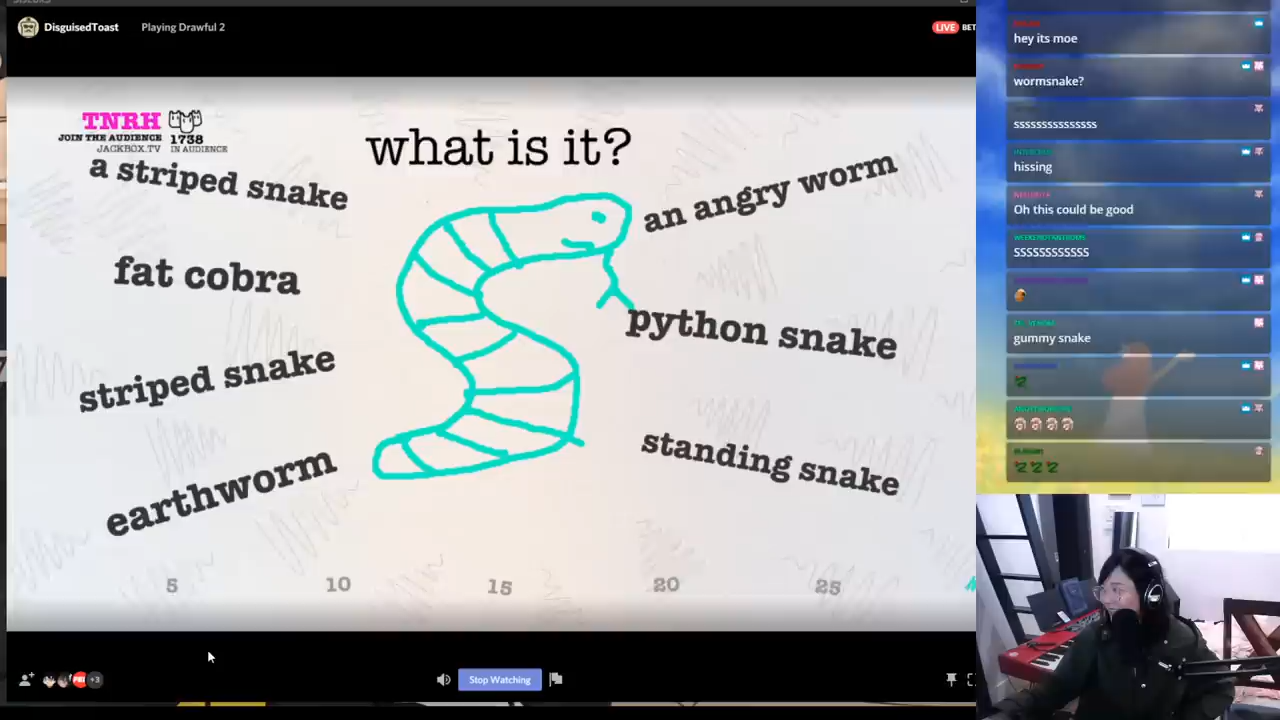 DisguisedToast
Playing Drawful 2
LIVE
TNRH
JOIN THE AUDIENCE
JACKBOX.TV
1738
IN AUDIENCE
what is it?
a striped snake
fat cobra
striped snake
earthworm
an angry worm
python snake
standing snake
5
10
15
20
25
+3
Stop Watching
hey its moe
wormsnake?
sssssssssssssss
hissing
Oh this could be good
SSSSSSSSSSSS
gummy snake